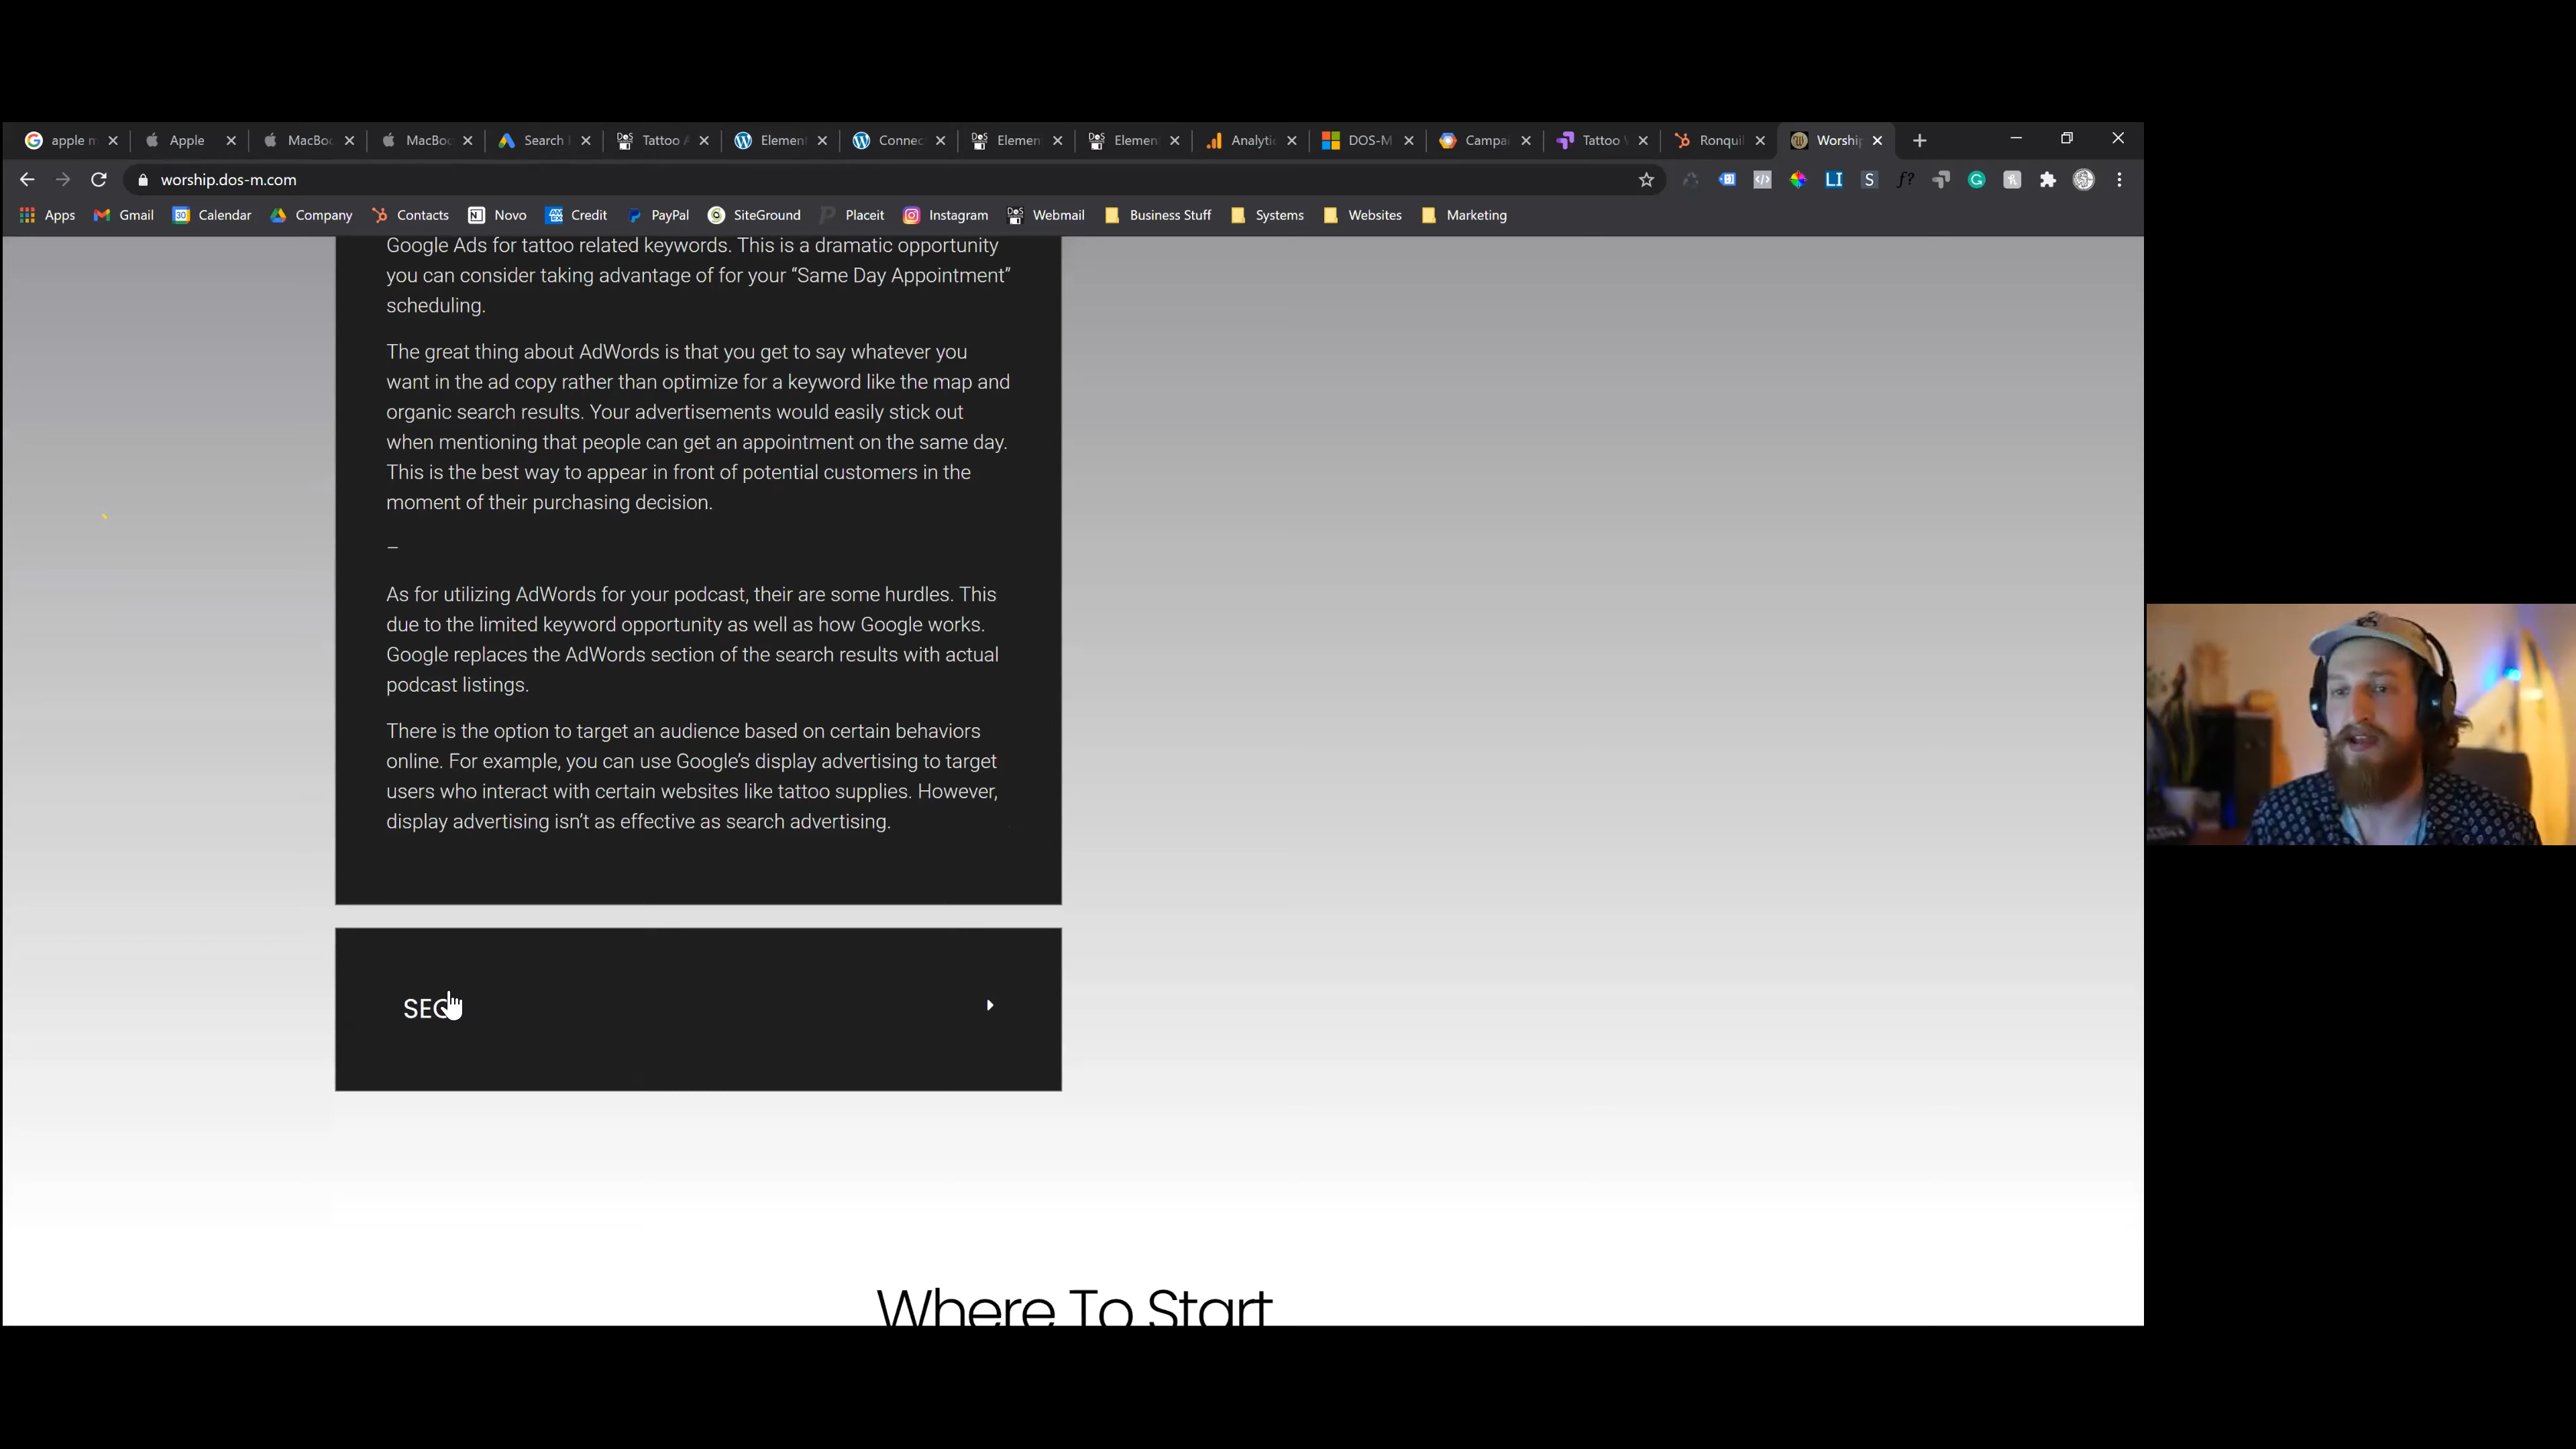 apple m
Apple
MacBoo
MacBoo
Search
Tattoo A
Elemen
Connec
Elemen
Elemen
Analytic
DOS-M
Campai
Tattoo V
Ronquil
Worship
worship.dos-m.com
Apps
Gmail
Calendar
Company
Contacts
Novo
Credit
PayPal
SiteGround
Placeit
Instagram
Webmail
Business Stuff
Systems
Websites
Marketing
Google Ads for tattoo related keywords. This is a dramatic opportunity
you can consider taking advantage of for your “Same Day Appointment”
scheduling.
The great thing about AdWords is that you get to say whatever you
want in the ad copy rather than optimize for a keyword like the map and
organic search results. Your advertisements would easily stick out
when mentioning that people can get an appointment on the same day.
This is the best way to appear in front of potential customers in the
moment of their purchasing decision.
–
As for utilizing AdWords for your podcast, their are some hurdles. This
due to the limited keyword opportunity as well as how Google works.
Google replaces the AdWords section of the search results with actual
podcast listings.
There is the option to target an audience based on certain behaviors
online. For example, you can use Google’s display advertising to target
users who interact with certain websites like tattoo supplies. However,
display advertising isn’t as effective as search advertising.
SEO
Where To Start